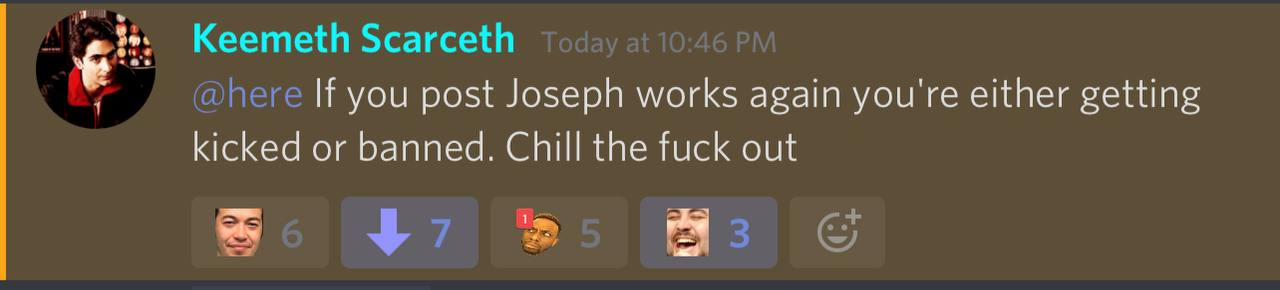 Keemeth Scarceth Today at 10:46 PM
@here If you post Joseph works again you're either getting
kicked or banned. Chill the fuck out
6 7 1 5 3